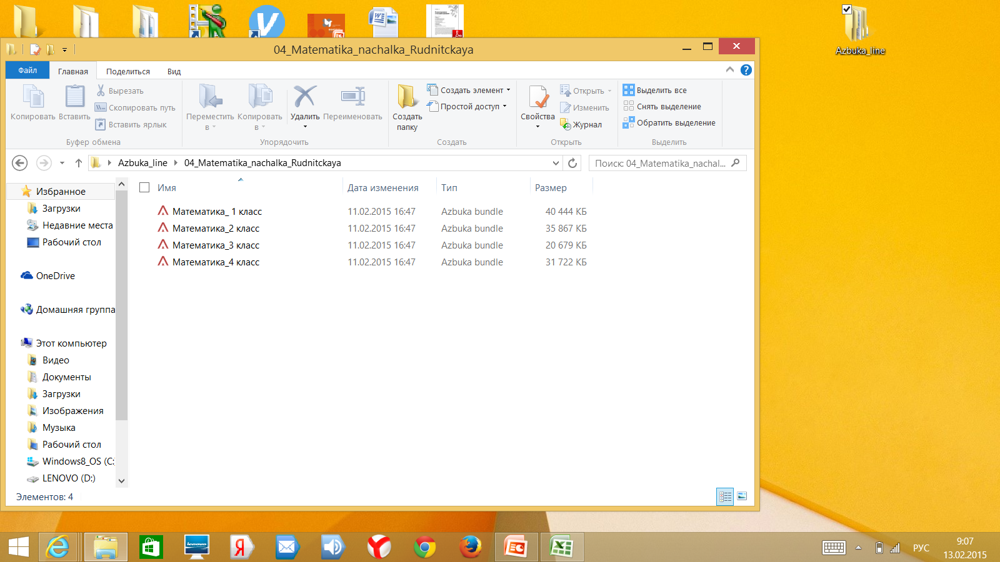 Azbuka_line
04_Matematika_nachalka_Rudnitckaya
Файл Главная Поделиться Вид
Копировать
Вставить
Вырезать
Скопировать путь
Вставить ярлык
Буфер обмена
Переместить в
Копировать в
Удалить
Переименовать
Упорядочить
Создать папку
Создать элемент
Простой доступ
Создать
Свойства
Открыть
Изменить
Журнал
Открыть
Выделить все
Снять выделение
Обратить выделение
Выделить
Azbuka_line 04_Matematika_nachalka_Rudnitckaya
Поиск: 04_Matematika_nachal...
Избранное
Загрузки
Недавние места
Рабочий стол
OneDrive
Домашняя группа
Этот компьютер
Видео
Документы
Загрузки
Изображения
Музыка
Рабочий стол
Windows8_OS (C:
LENOVO (D:)
Имя Дата изменения Тип Размер
Математика_ 1 класс 11.02.2015 16:47 Azbuka bundle 40 444 КБ
Математика_2 класс 11.02.2015 16:47 Azbuka bundle 35 867 КБ
Математика_3 класс 11.02.2015 16:47 Azbuka bundle 20 679 КБ
Математика_4 класс 11.02.2015 16:47 Azbuka bundle 31 722 КБ
Элементов: 4
РУС
9:07
13.02.2015